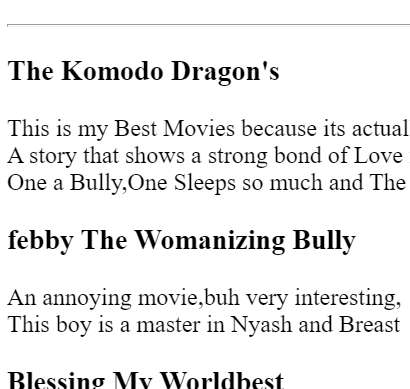 The Komodo Dragon's
This is my Best Movies because its actual
A story that shows a strong bond of Love
One a Bully,One Sleeps so much and The
febby The Womanizing Bully
An annoying movie,buh very interesting,
This boy is a master in Nyash and Breast
Blessing My Worldbest